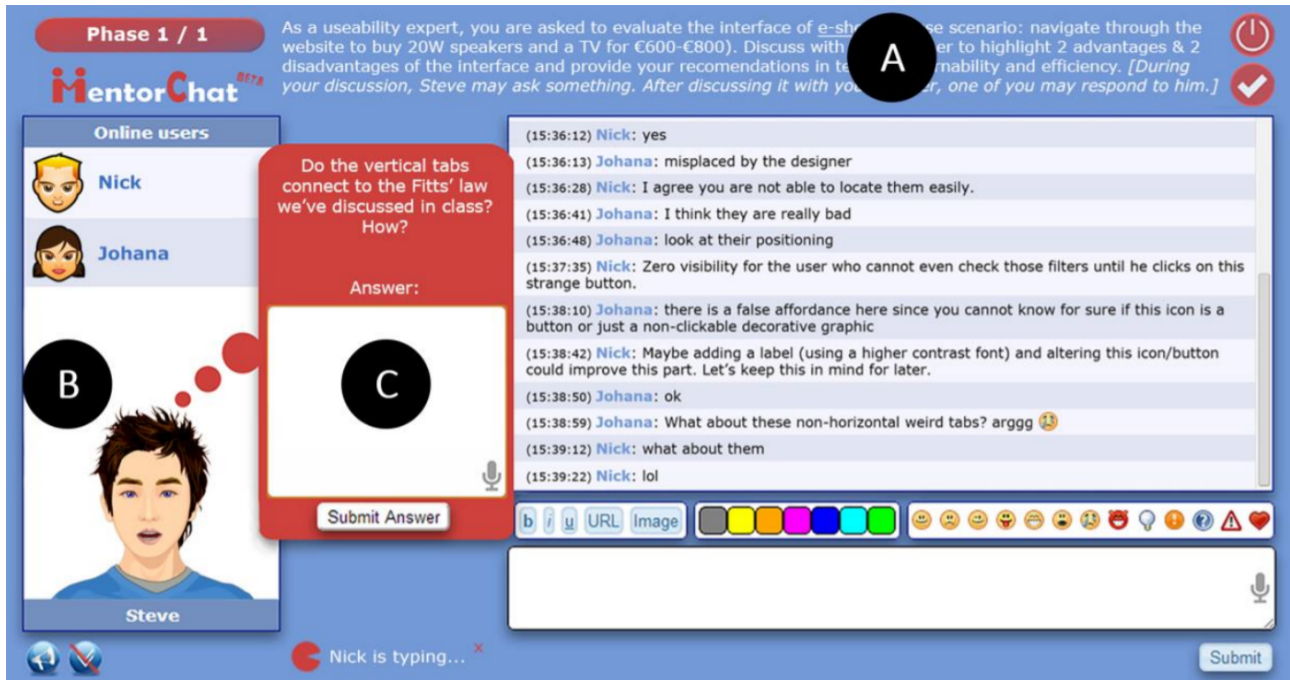 Phase 1 / 1
MentorChat BETA
As a useability expert, you are asked to evaluate the interface of e-sh se scenario: navigate through the
website to buy 20W speakers and a TV for €600-€800). Discuss with er to highlight 2 advantages & 2
disadvantages of the interface and provide your recomendations in te rnability and efficiency. [During
your discussion, Steve may ask something. After discussing it with yo er, one of you may respond to him.]
A
Online users
Nick
Johana
B
Steve
Do the vertical tabs
connect to the Fitts' law
we've discussed in class?
How?
Answer:
C
Submit Answer
(15:36:12) Nick: yes
(15:36:13) Johana: misplaced by the designer
(15:36:28) Nick: I agree you are not able to locate them easily.
(15:36:41) Johana: I think they are really bad
(15:36:48) Johana: look at their positioning
(15:37:35) Nick: Zero visibility for the user who cannot even check those filters until he clicks on this
strange button.
(15:38:10) Johana: there is a false affordance here since you cannot know for sure if this icon is a
button or just a non-clickable decorative graphic
(15:38:42) Nick: Maybe adding a label (using a higher contrast font) and altering this icon/button
could improve this part. Let's keep this in mind for later.
(15:38:50) Johana: ok
(15:38:59) Johana: What about these non-horizontal weird tabs? arggg
(15:39:12) Nick: what about them
(15:39:22) Nick: lol
b i u URL Image
Nick is typing... x
Submit